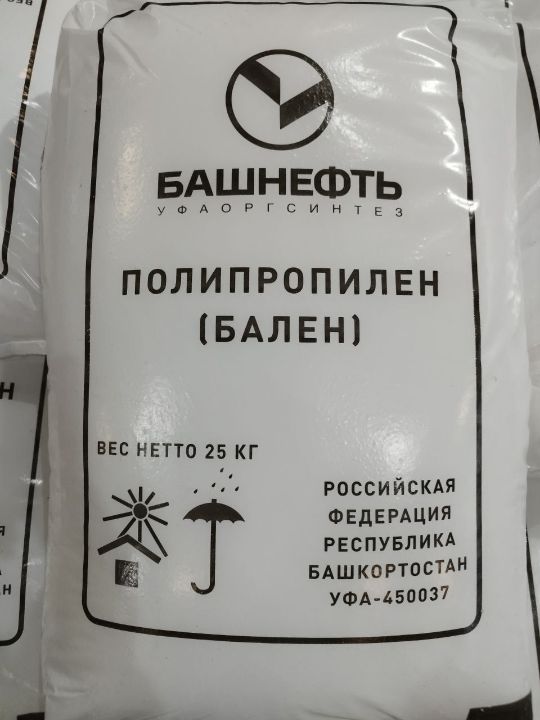 БАШНЕФТЬ
УФАОРГСИНТЕЗ
ПОЛИПРОПИЛЕН
(БАЛЕН)
ВЕС НЕТТО 25 КГ
РОССИЙСКАЯ
ФЕДЕРАЦИЯ
РЕСПУБЛИКА
БАШКОРТОСТАН
УФА-450037